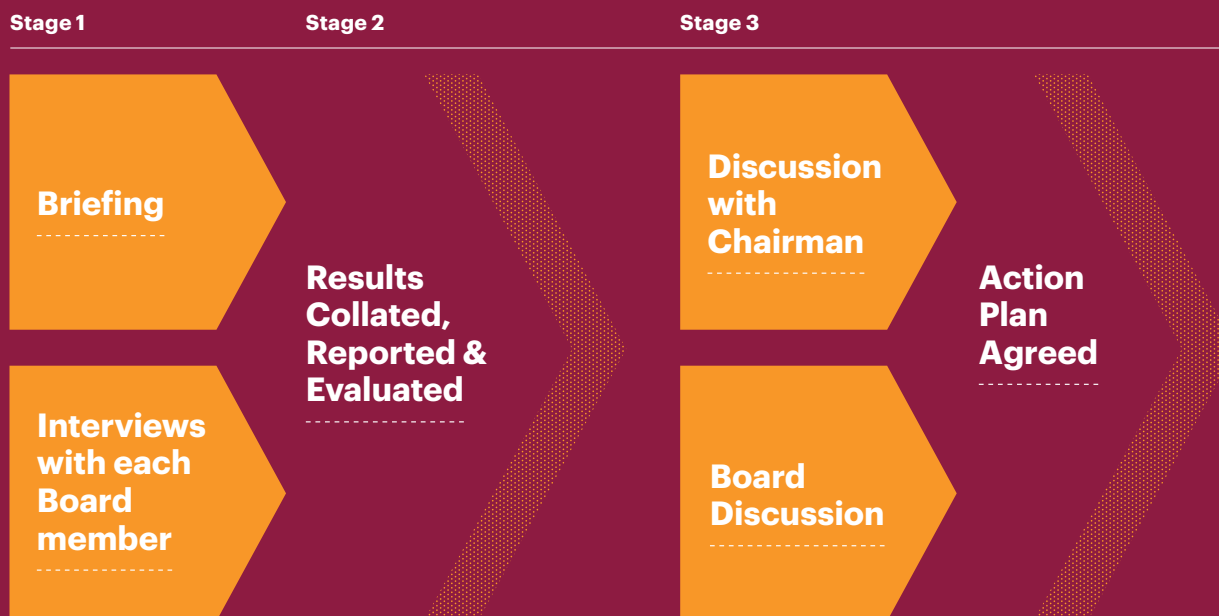 Stage 1
Stage 2
Stage 3
Briefing
Interviews
with each
Board
member
Results
Collated,
Reported &
Evaluated
Discussion
with
Chairman
Board
Discussion
Action
Plan
Agreed